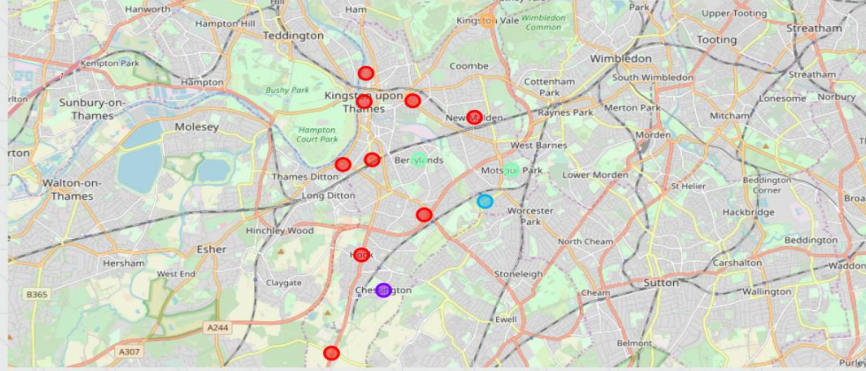 Hanworth
Hampton Hill
Hill
Ham
Kingston Vale
Wimbledon
Common
Park
Upper Tooting
Streatham
Teddington
Tooting
Kempton Park
Hampton
Bushy Park
Coombe
Cottenham
Park
Wimbledon
South Wimbledon
Streatham
Sunbury-on-
Thames
Kingston upon
Thames
Lonesome
Norbury
Merton Park
Mitcham
Molesey
Hampton
Court Park
New Malden
Raynes Park
Morden
West Barnes
Berrylands
Motspur Park
Lower Morden
Walton-on-
Thames
Thames Ditton
Long Ditton
St Helier
Beddington
Corner
Hackbridge
Worcester
Park
Hinchley Wood
Esher
Hook
North Cheam
Beddington
Hersham
West End
Claygate
Chessington
Stoneleigh
Carshalton
Sutton
Wallington
Cheam
B365
Ewell
A244
Belmont
A307